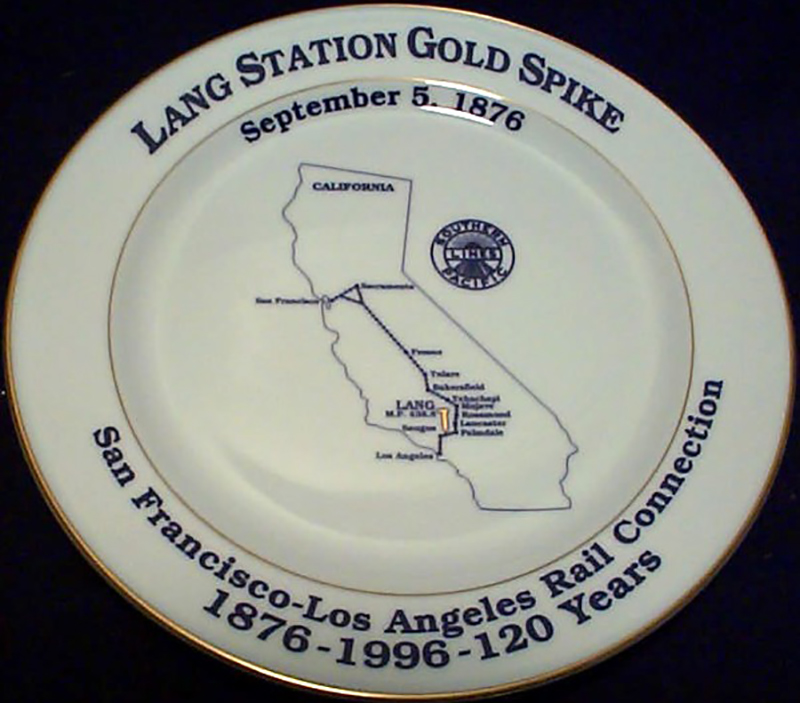 LANG STATION GOLD SPIKE
September 5, 1876
CALIFORNIA
SOUTHERN
LINES
PACIFIC
Sacramento
San Francisco
Fresno
Tulare
Bakersfield
Tehachapi
LANG
Mojave
M.P.
Rosamond
Lancaster
Saugus
Palmdale
Los Angeles
San Francisco-Los Angeles Rail Connection
1876-1996-120 Years